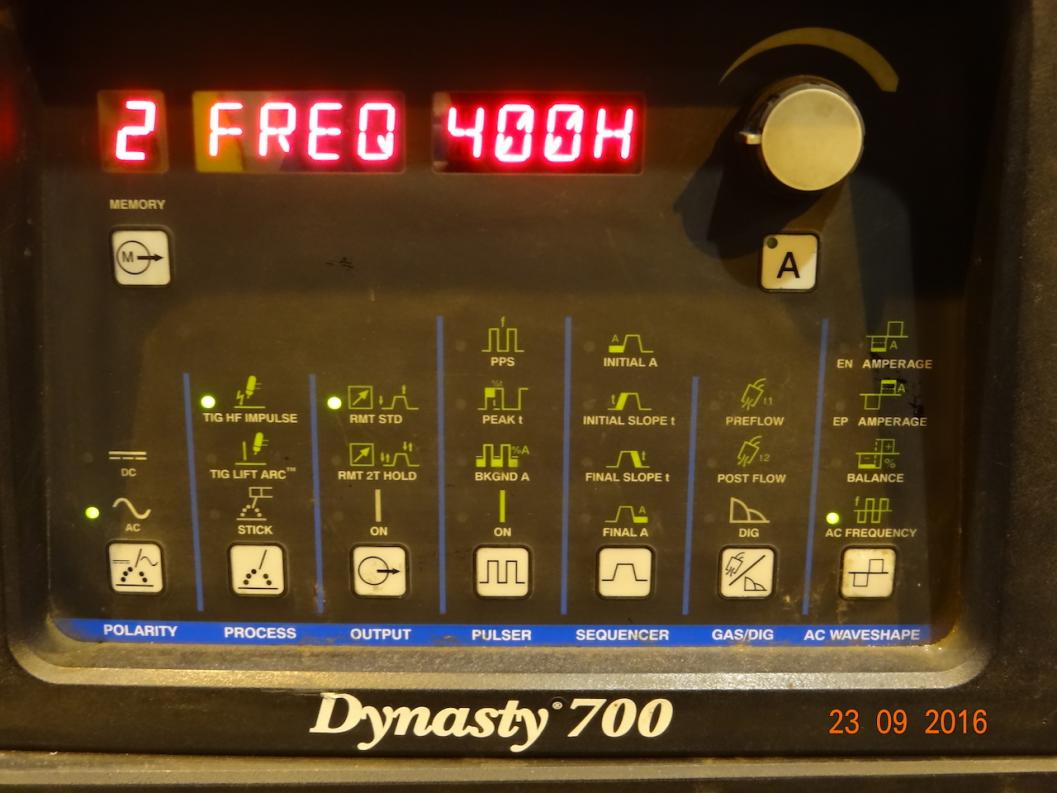 2 FREQ 400H
MEMORY
M
A
f
PPS
A
INITIAL A
A
EN AMPERAGE
TIG HF IMPULSE
RMT STD
%t
PEAK t
t
INITIAL SLOPE t
t1
PREFLOW
A
EP AMPERAGE
DC
TIG LIFT ARC™
RMT 2T HOLD
%A
BKGND A
t
FINAL SLOPE t
t2
POST FLOW
+
- %
BALANCE
AC
STICK
ON
ON
A
FINAL A
DIG
f
AC FREQUENCY
POLARITY PROCESS OUTPUT PULSER SEQUENCER GAS/DIG AC WAVESHAPE
Dynasty® 700
23 09 2016